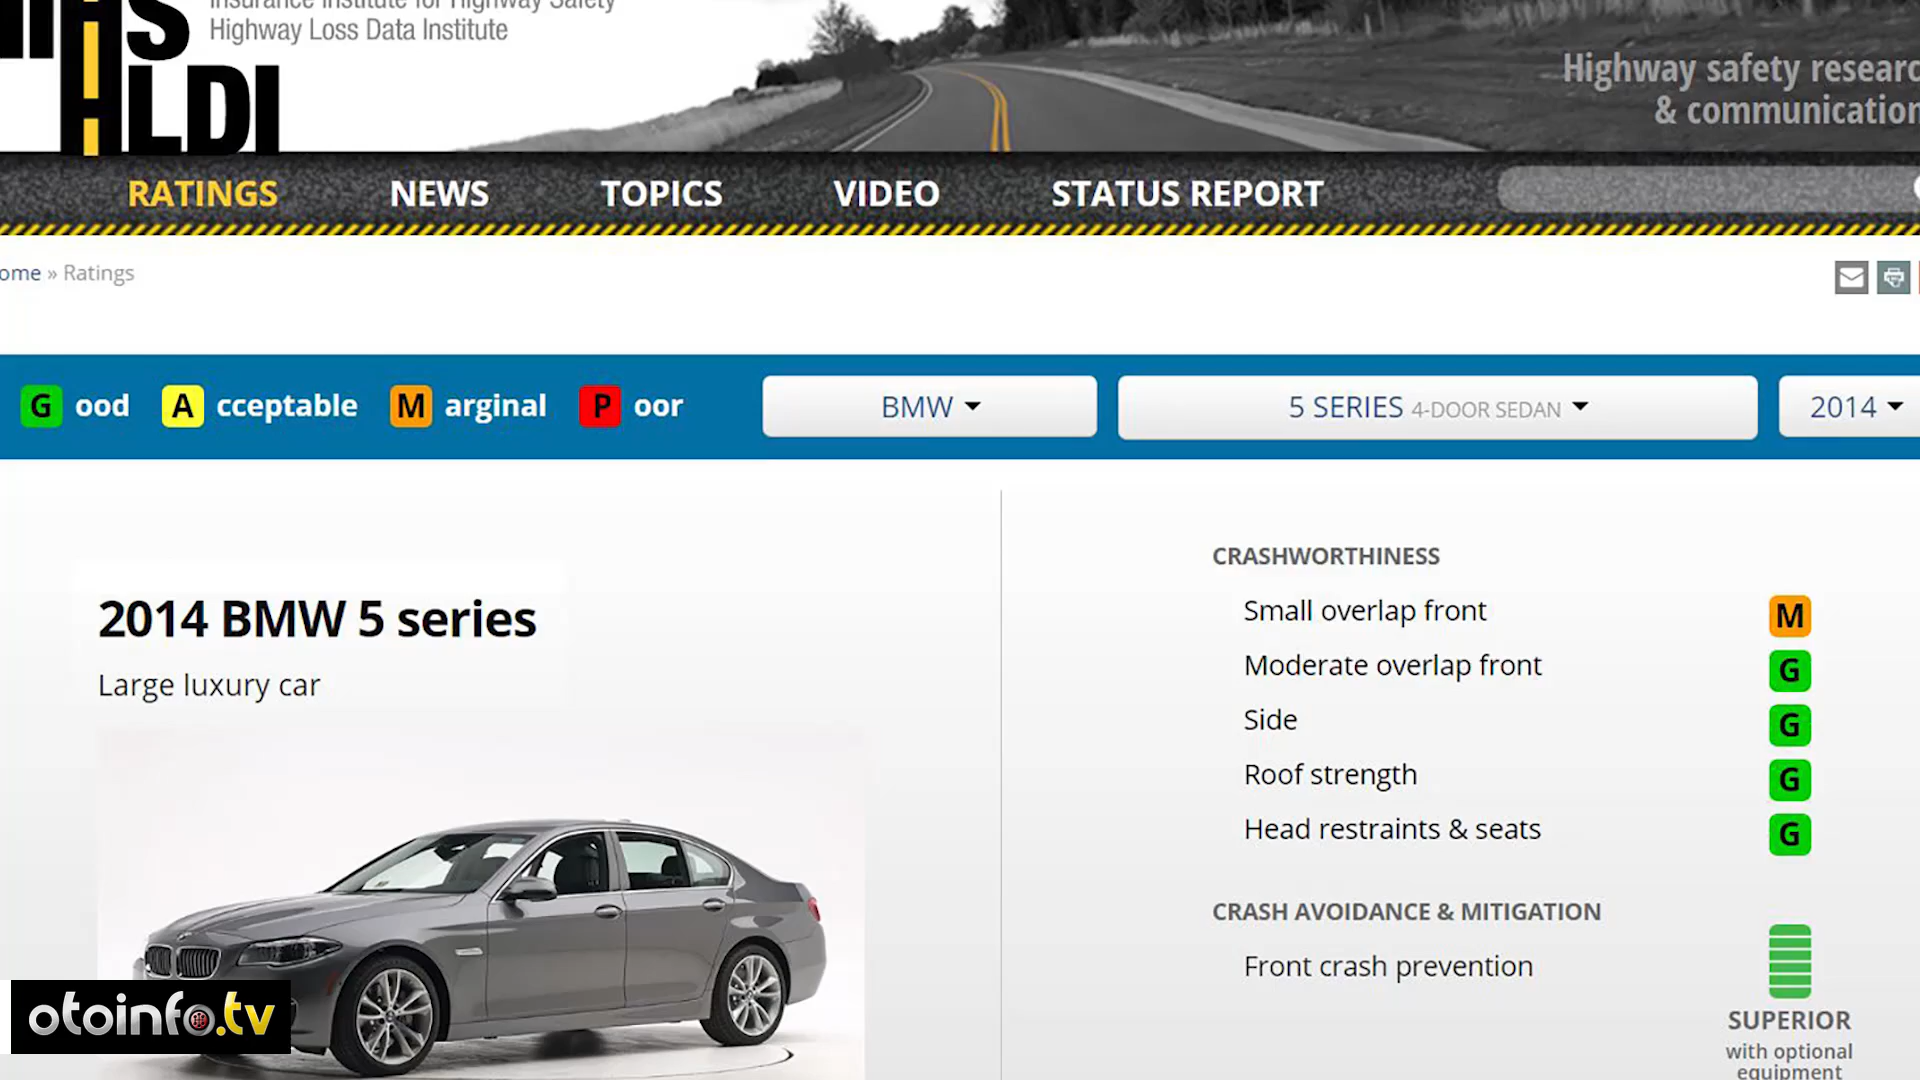 Insurance Institute for Highway Safety
Highway Loss Data Institute
HLDI
Highway safety researc
& communication
RATINGS NEWS TOPICS VIDEO STATUS REPORT
ome » Ratings
G ood A cceptable M arginal P oor BMW 5 SERIES 4-DOOR SEDAN 2014
2014 BMW 5 series
Large luxury car
CRASHWORTHINESS
Small overlap front M
Moderate overlap front G
Side G
Roof strength G
Head restraints & seats G
CRASH AVOIDANCE & MITIGATION
Front crash prevention
SUPERIOR
with optional
equipment
otoinfo.tv